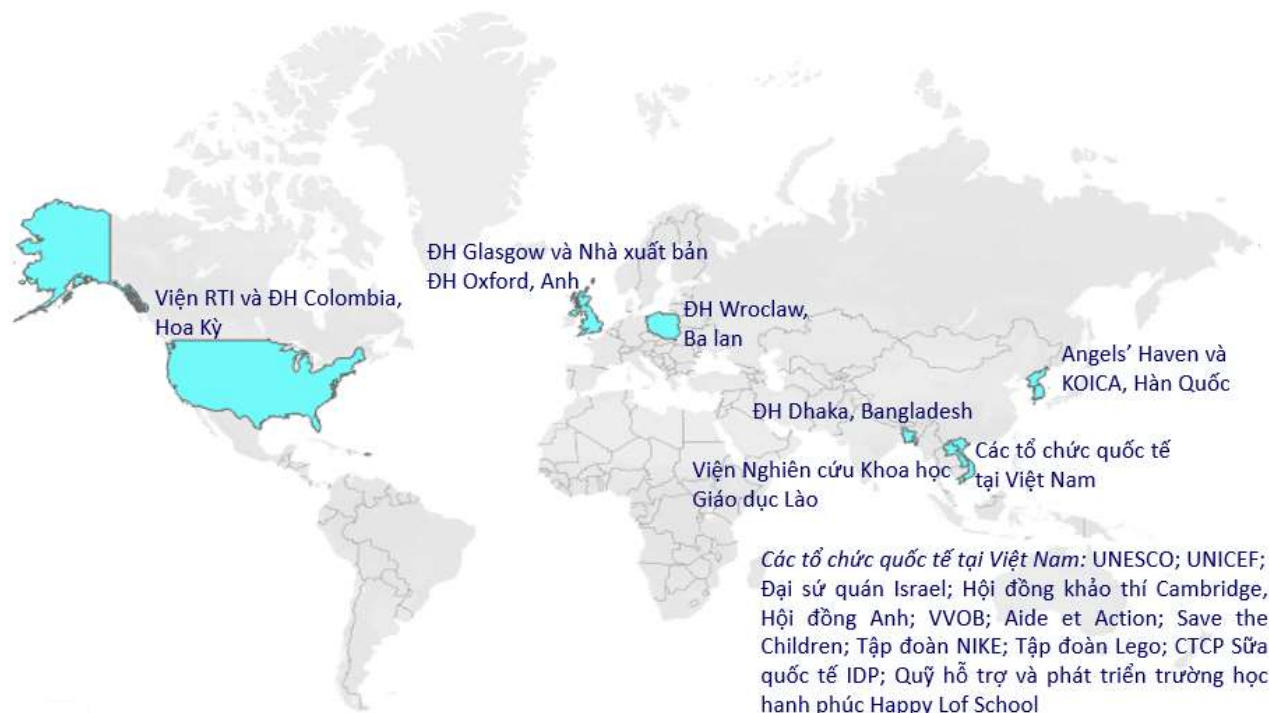 ĐH Glasgow và Nhà xuất bản
ĐH Oxford, Anh
Viện RTI và ĐH Colombia,
Hoa Kỳ
ĐH Wroclaw,
Ba lan
Angels’ Haven và
KOICA, Hàn Quốc
ĐH Dhaka, Bangladesh
Các tổ chức quốc tế
tại Việt Nam
Viện Nghiên cứu Khoa học
Giáo dục Lào
Các tổ chức quốc tế tại Việt Nam: UNESCO; UNICEF;
Đại sứ quán Israel; Hội đồng khảo thí Cambridge,
Hội đồng Anh; VVOB; Aide et Action; Save the
Children; Tập đoàn NIKE; Tập đoàn Lego; CTCP Sữa
quốc tế IDP; Quỹ hỗ trợ và phát triển trường học
hạnh phúc Happy Lof School